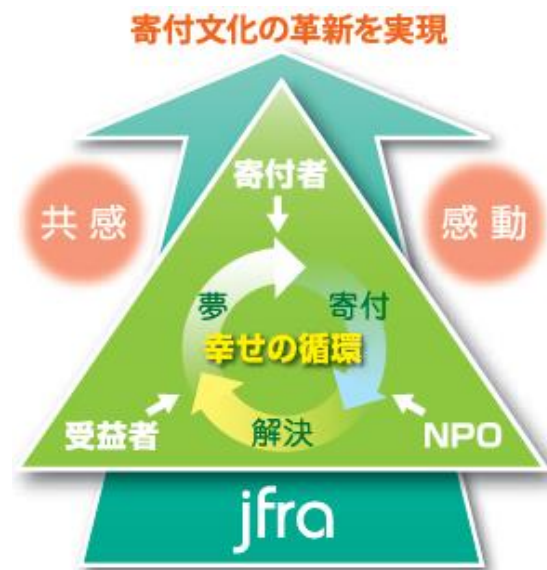 寄付文化の革新を実現
寄付者
共感
感動
夢
寄付
幸せの循環
受益者
解決
NPO
jfra